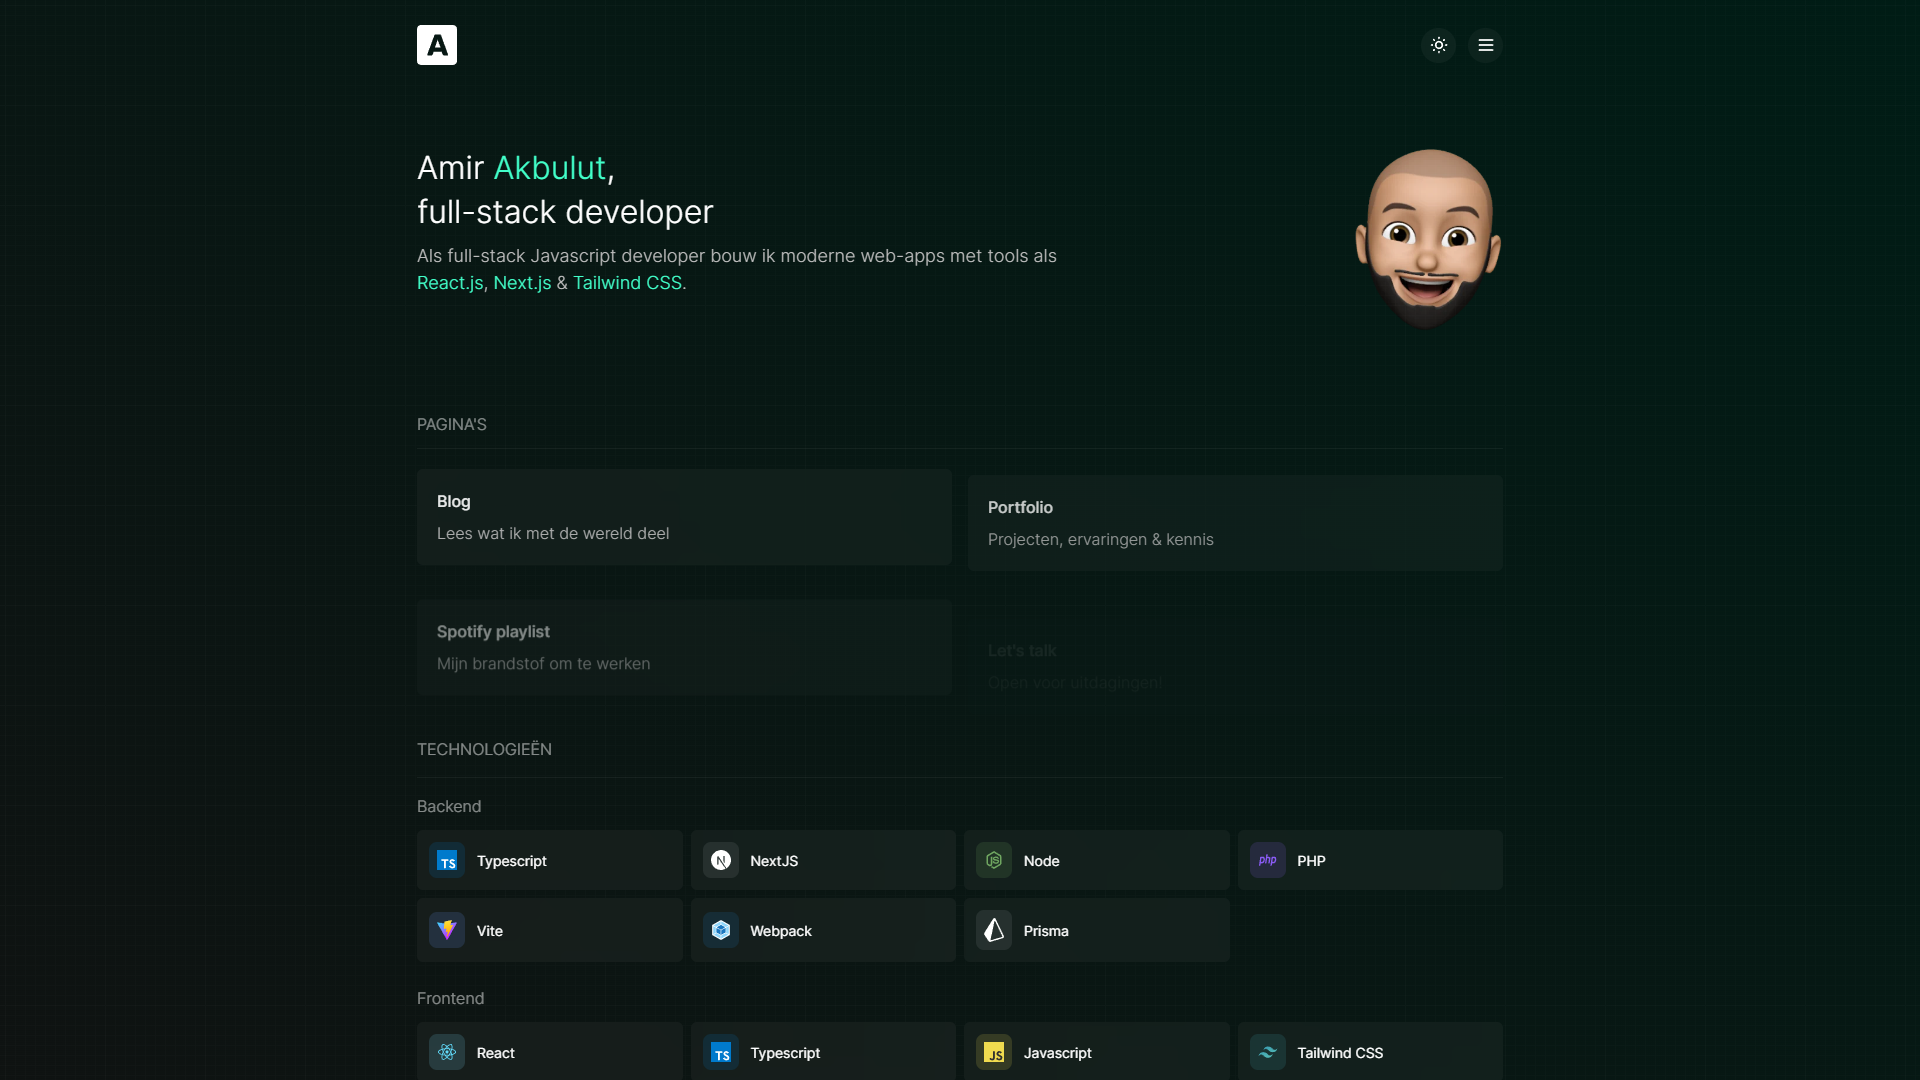 A
Amir Akbulut,
full-stack developer
Als full-stack Javascript developer bouw ik moderne web-apps met tools als
React.js, Next.js & Tailwind CSS.
PAGINA'S
Blog
Lees wat ik met de wereld deel
Portfolio
Projecten, ervaringen & kennis
Spotify playlist
Mijn brandstof om te werken
Let's talk
Open voor uitdagingen!
TECHNOLOGIEËN
Backend
TS Typescript
N NextJS
JS Node
php PHP
Vite
Webpack
Prisma
Frontend
React
TS Typescript
JS Javascript
Tailwind CSS